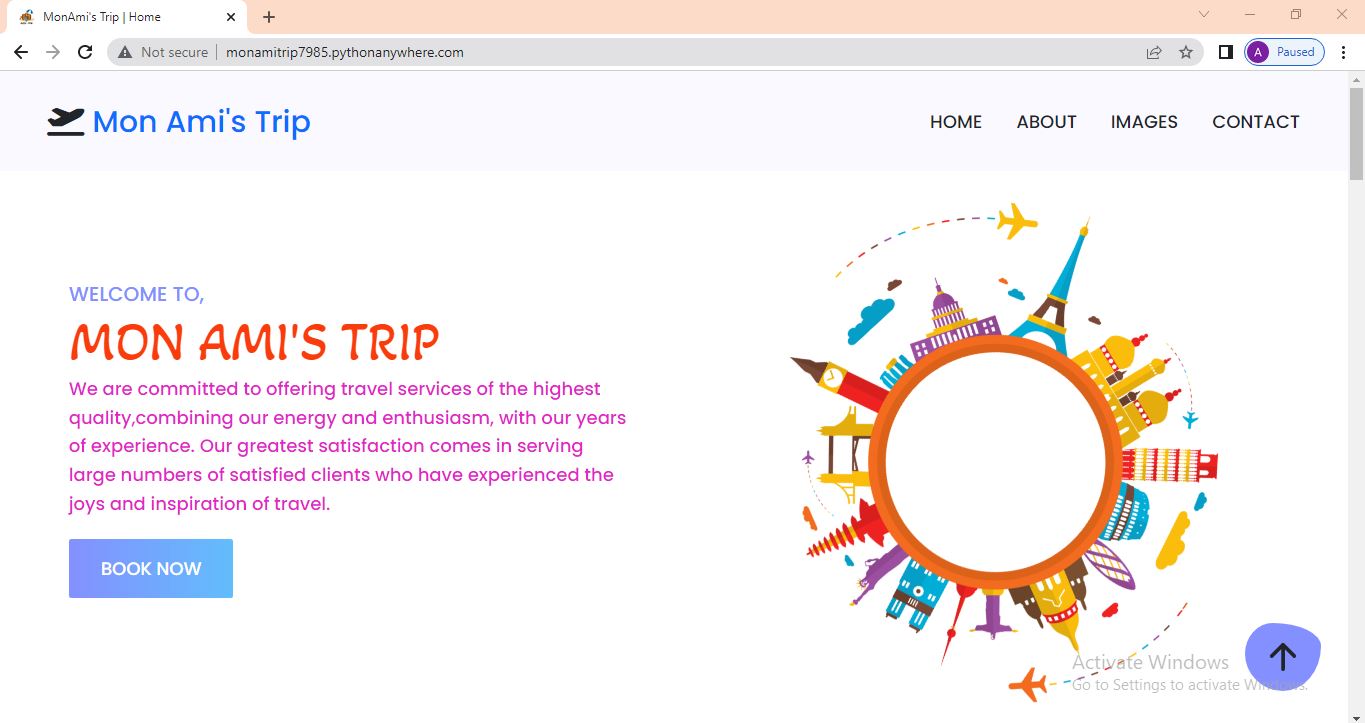 MonAmi's Trip | Home
Not secure
monamitrip7985.pythonanywhere.com
A
Paused
Mon Ami's Trip
HOME
ABOUT
IMAGES
CONTACT
WELCOME TO,
MON AMI'S TRIP
We are committed to offering travel services of the highest
quality,combining our energy and enthusiasm, with our years
of experience. Our greatest satisfaction comes in serving
large numbers of satisfied clients who have experienced the
joys and inspiration of travel.
BOOK NOW
Activate Windows
Go to Settings to activate Windows.